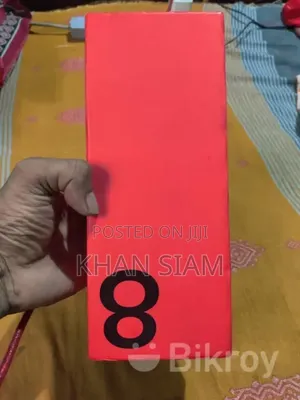 POSTED ON JIJI
KHAN SIAM
8
Bikroy